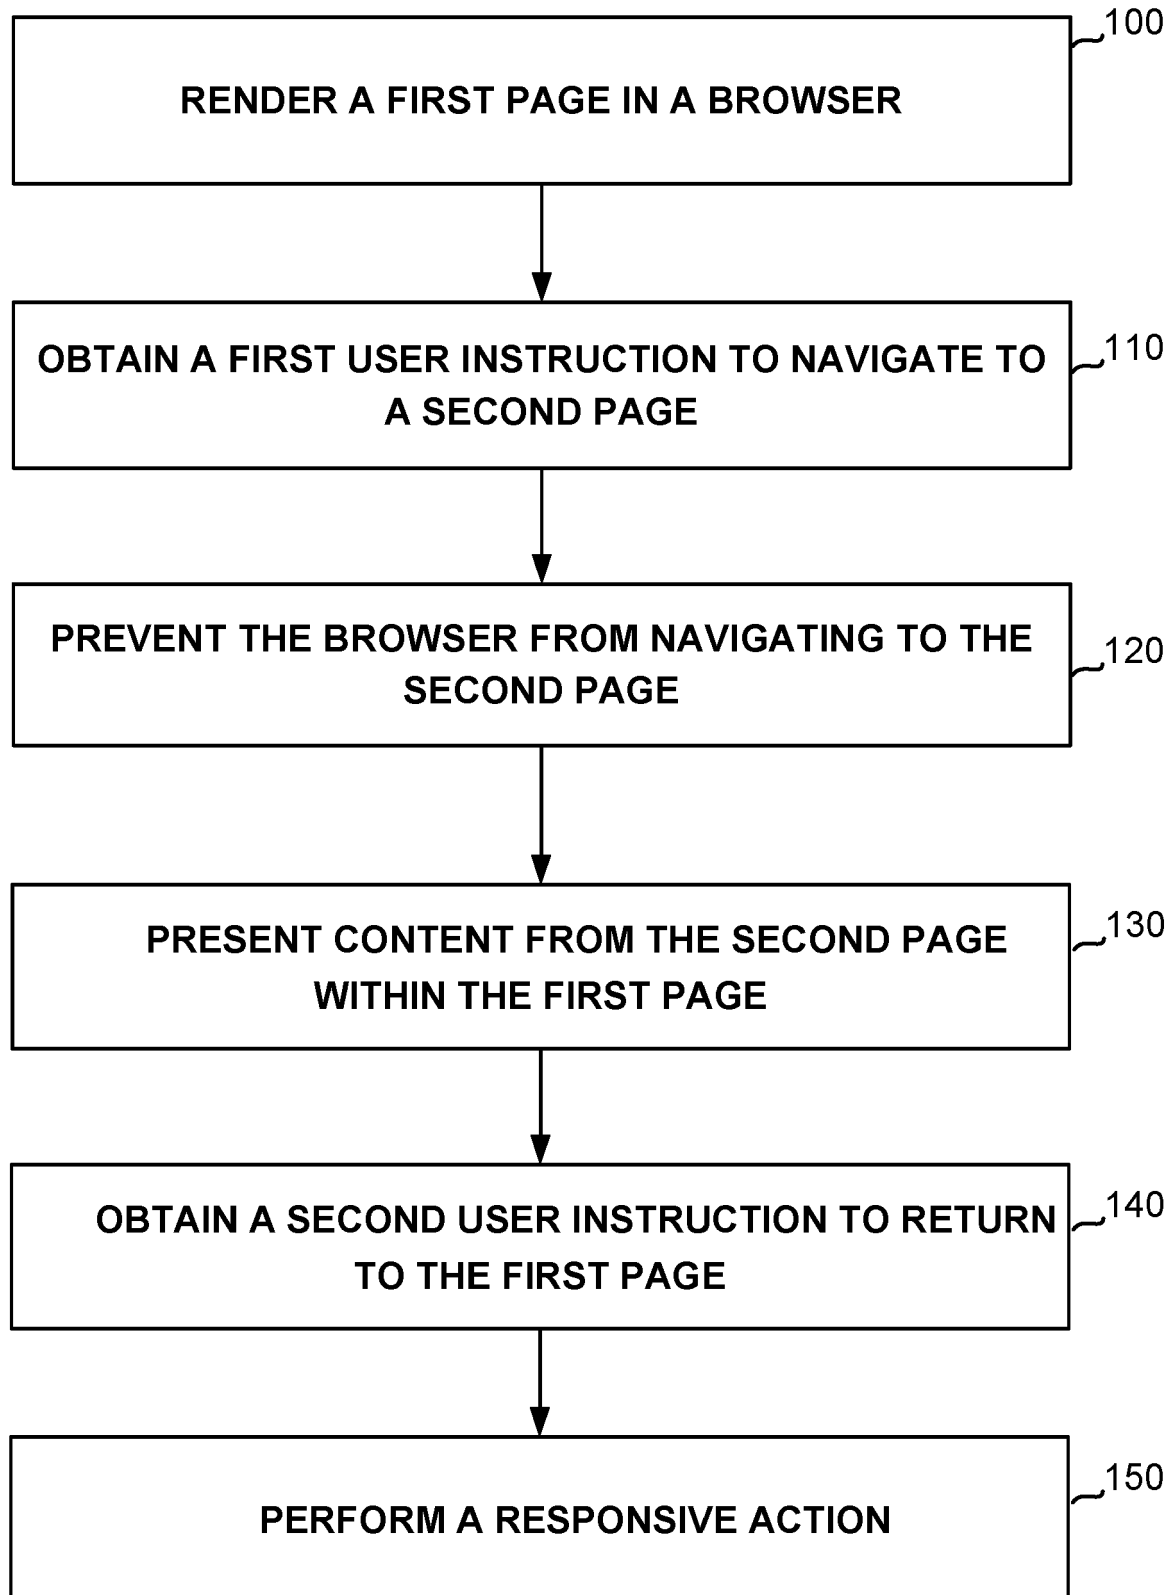 100
RENDER A FIRST PAGE IN A BROWSER
110
OBTAIN A FIRST USER INSTRUCTION TO NAVIGATE TO
A SECOND PAGE
120
PREVENT THE BROWSER FROM NAVIGATING TO THE
SECOND PAGE
130
PRESENT CONTENT FROM THE SECOND PAGE
WITHIN THE FIRST PAGE
140
OBTAIN A SECOND USER INSTRUCTION TO RETURN
TO THE FIRST PAGE
150
PERFORM A RESPONSIVE ACTION